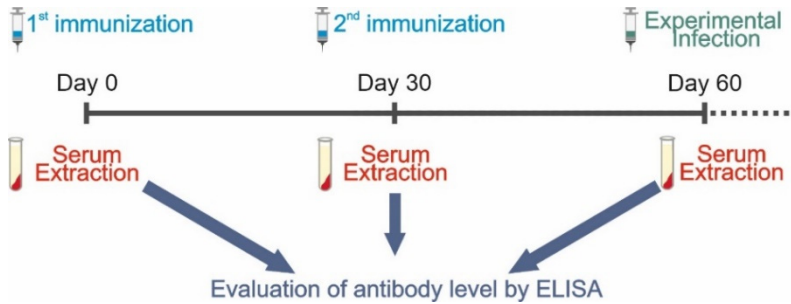 1st immunization
2nd immunization
Experimental
Infection
Day 0
Day 30
Day 60
Serum
Extraction
Serum
Extraction
Serum
Extraction
Evaluation of antibody level by ELISA